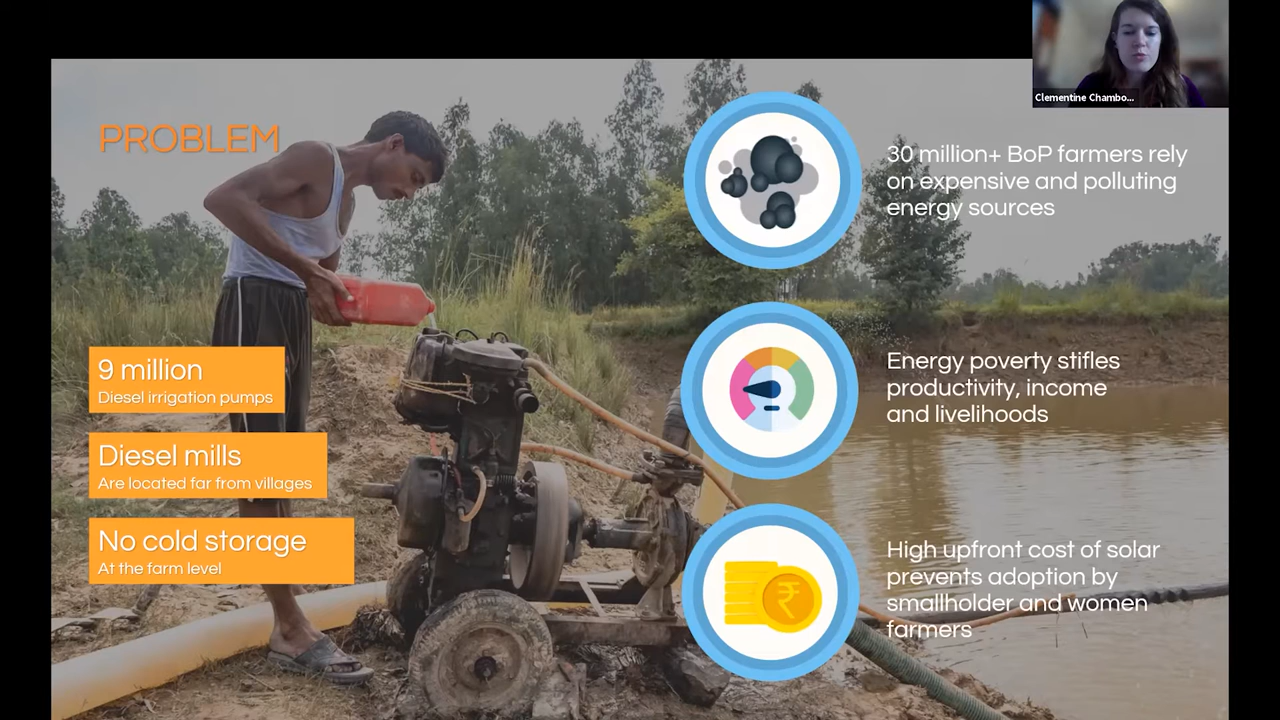 Clementine Chambo...
PROBLEM
30 million+ BoP farmers rely
on expensive and polluting
energy sources
9 million
Diesel irrigation pumps
Diesel mills
Are located far from villages
No cold storage
At the farm level
Energy poverty stifles
productivity, income
and livelihoods
₹
High upfront cost of solar
prevents adoption by
smallholder and women
farmers